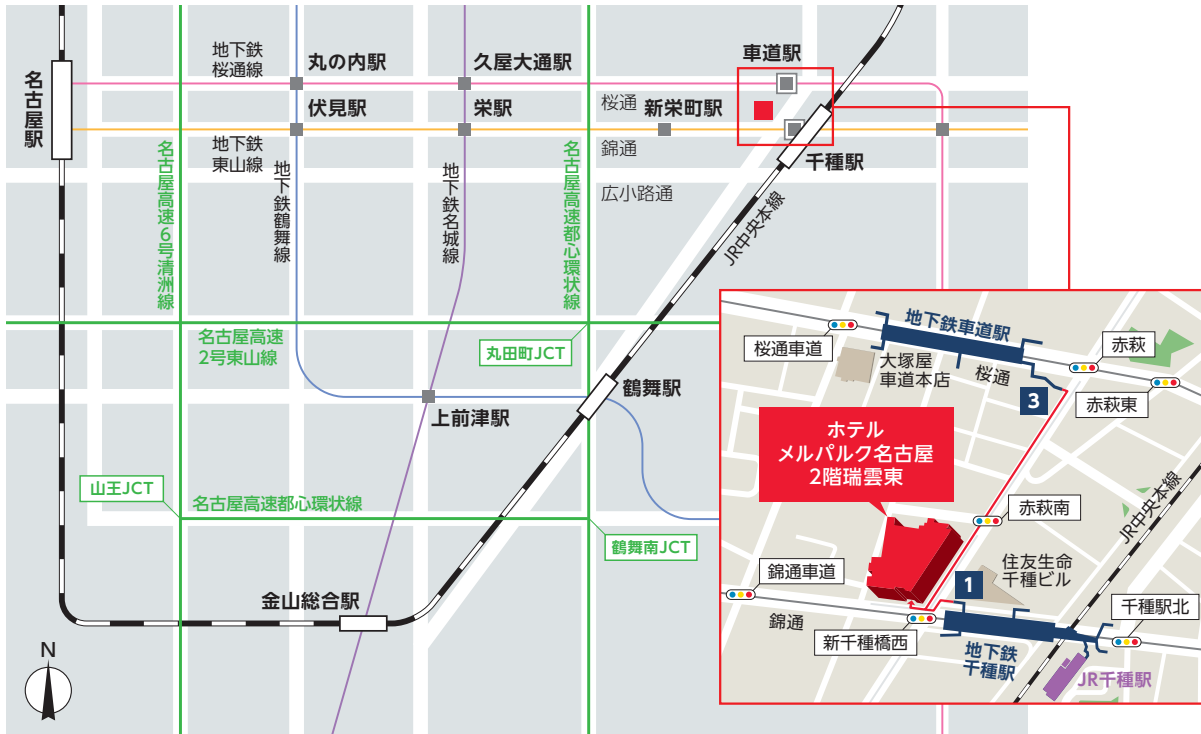 地下鉄
桜通線
丸の内駅
久屋大通駅
車道駅
名古屋駅
伏見駅
栄駅
桜通
新栄町駅
地下鉄
東山線
錦通
千種駅
名古屋高速6号清洲線
地下鉄鶴舞線
地下鉄名城線
名古屋高速都心環状線
広小路通
JR中央本線
名古屋高速
2号東山線
丸田町JCT
鶴舞駅
上前津駅
山王JCT
名古屋高速都心環状線
鶴舞南JCT
金山総合駅
N
地下鉄車道駅
桜通車道
赤萩
大塚屋
車道本店
桜通
3
赤萩東
ホテル
メルパルク名古屋
2階瑞雲東
JR中央本線
赤萩南
住友生命
千種ビル
錦通車道
1
千種駅北
錦通
新千種橋西
地下鉄
千種駅
JR千種駅